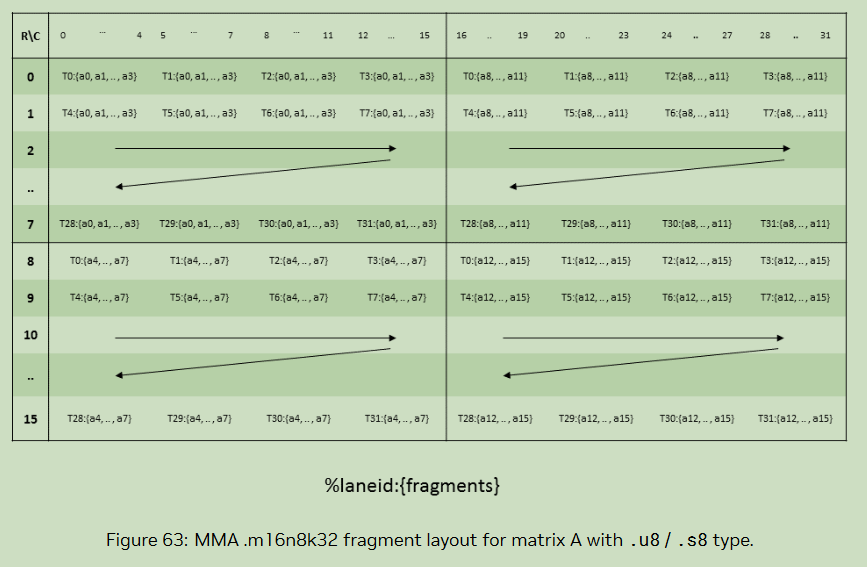 R\C 0 ... 4 5 ... 7 8 ... 11 12 ... 15 16 .. 19 20 .. 23 24 .. 27 28 .. 31
0 T0:{a0, a1, .. , a3} T1:{a0, a1, .. , a3} T2:{a0, a1, .. , a3} T3:{a0, a1, .. , a3} T0:{a8, .. , a11} T1:{a8, .. , a11} T2:{a8, .. , a11} T3:{a8, .. , a11}
1 T4:{a0, a1, .. , a3} T5:{a0, a1, .. , a3} T6:{a0, a1, .. , a3} T7:{a0, a1, .. , a3} T4:{a8, .. , a11} T5:{a8, .. , a11} T6:{a8, .. , a11} T7:{a8, .. , a11}
2
..
7 T28:{a0, a1, .. , a3} T29:{a0, a1, .. , a3} T30:{a0, a1, .. , a3} T31:{a0, a1, .. , a3} T28:{a8, .. , a11} T29:{a8, .. , a11} T30:{a8, .. , a11} T31:{a8, .. , a11}
8 T0:{a4, .. , a7} T1:{a4, .. , a7} T2:{a4, .. , a7} T3:{a4, .. , a7} T0:{a12, .. , a15} T1:{a12, .. , a15} T2:{a12, .. , a15} T3:{a12, .. , a15}
9 T4:{a4, .. , a7} T5:{a4, .. , a7} T6:{a4, .. , a7} T7:{a4, .. , a7} T4:{a12, .. , a15} T5:{a12, .. , a15} T6:{a12, .. , a15} T7:{a12, .. , a15}
10
..
15 T28:{a4, .. , a7} T29:{a4, .. , a7} T30:{a4, .. , a7} T31:{a4, .. , a7} T28:{a12, .. , a15} T29:{a12, .. , a15} T30:{a12, .. , a15} T31:{a12, .. , a15}
%laneid:{fragments}
Figure 63: MMA .m16n8k32 fragment layout for matrix A with .u8 / .s8 type.